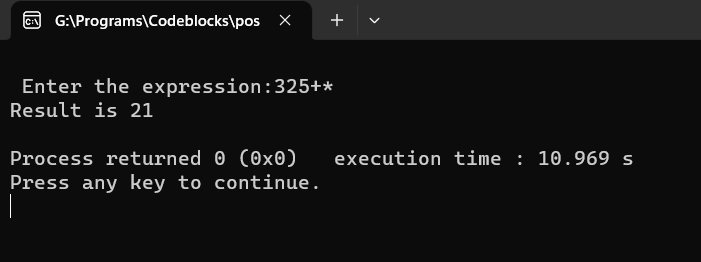 G:\Programs\Codeblocks\pos
Enter the expression:325+*
Result is 21
Process returned 0 (0x0)   execution time : 10.969 s
Press any key to continue.